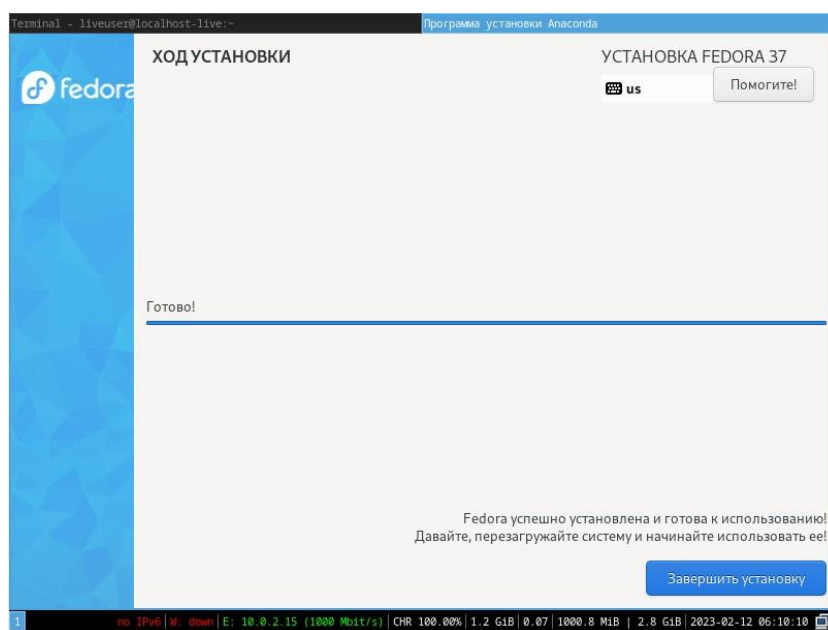 Terminal - liveuser@localhost-live:~
Программа установки Anaconda
fedora
ХОД УСТАНОВКИ
УСТАНОВКА FEDORA 37
us
Помогите!
Готово!
Fedora успешно установлена и готова к использованию!
Давайте, перезагружайте систему и начинайте использовать ее!
Завершить установку
1
no IPv6|W: down|E: 10.0.2.15 (1000 Mbit/s)|CHR 100.00%|1.2 GiB|0.07|1000.8 MiB | 2.8 GiB|2023-02-12 06:10:10